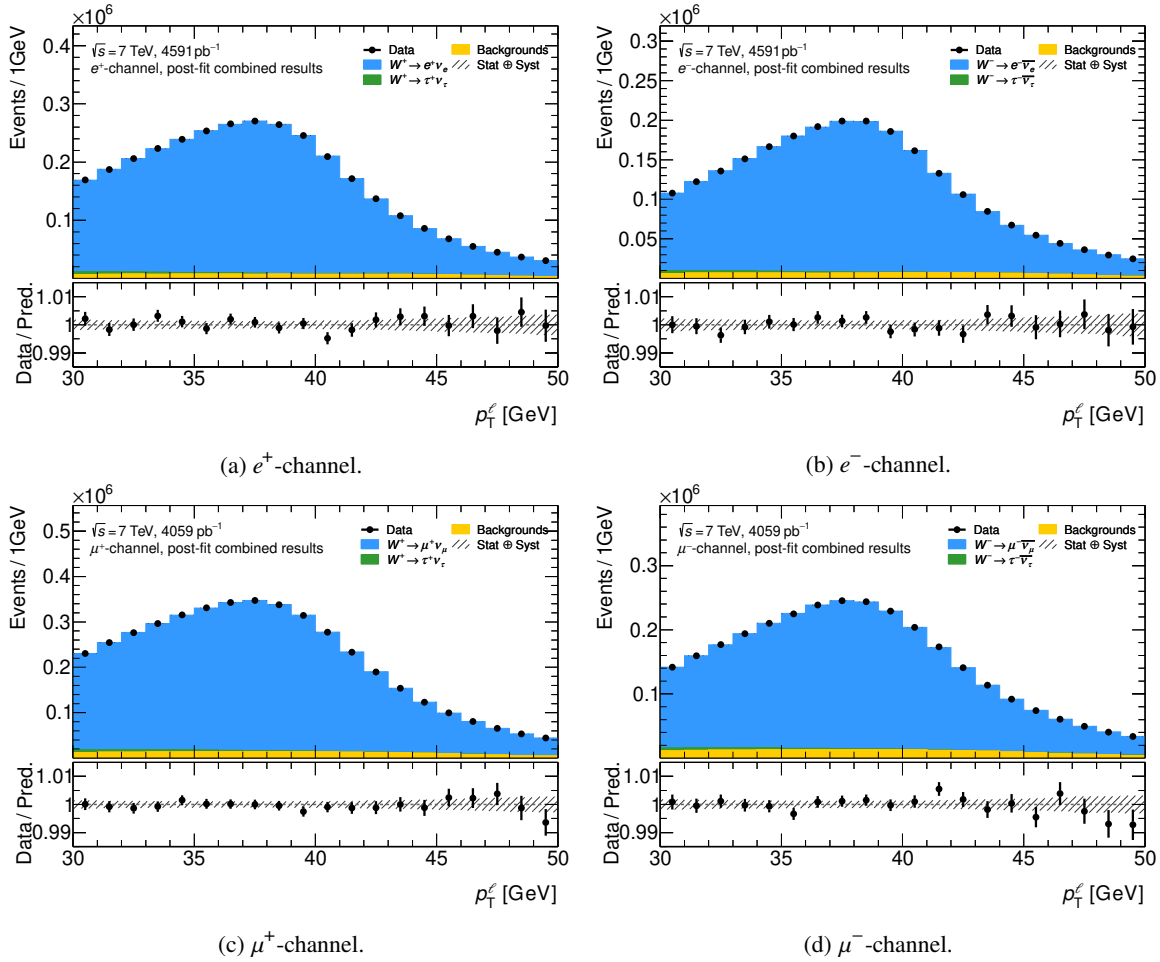 ×10⁶
Events / 1GeV
0.4
0.3
0.2
0.1
√s = 7 TeV, 4591 pb⁻¹
e⁺-channel, post-fit combined results
Data
W⁺ → e⁺ν_e
W⁺ → τ⁺ν_τ
Backgrounds
Stat ⊕ Syst
Data / Pred.
1.01
1
0.99
30 35 40 45 50
p_T^ℓ [GeV]
(a) e⁺-channel.
×10⁶
Events / 1GeV
0.3
0.25
0.2
0.15
0.1
0.05
√s = 7 TeV, 4591 pb⁻¹
e⁻-channel, post-fit combined results
Data
W⁻ → e⁻ν̅_e
W⁻ → τ⁻ν̅_τ
Backgrounds
Stat ⊕ Syst
Data / Pred.
1.01
1
0.99
30 35 40 45 50
p_T^ℓ [GeV]
(b) e⁻-channel.
×10⁶
Events / 1GeV
0.5
0.4
0.3
0.2
0.1
√s = 7 TeV, 4059 pb⁻¹
μ⁺-channel, post-fit combined results
Data
W⁺ → μ⁺ν_μ
W⁺ → τ⁺ν_τ
Backgrounds
Stat ⊕ Syst
Data / Pred.
1.01
1
0.99
30 35 40 45 50
p_T^ℓ [GeV]
(c) μ⁺-channel.
×10⁶
Events / 1GeV
0.3
0.2
0.1
√s = 7 TeV, 4059 pb⁻¹
μ⁻-channel, post-fit combined results
Data
W⁻ → μ⁻ν̅_μ
W⁻ → τ⁻ν̅_τ
Backgrounds
Stat ⊕ Syst
Data / Pred.
1.01
1
0.99
30 35 40 45 50
p_T^ℓ [GeV]
(d) μ⁻-channel.